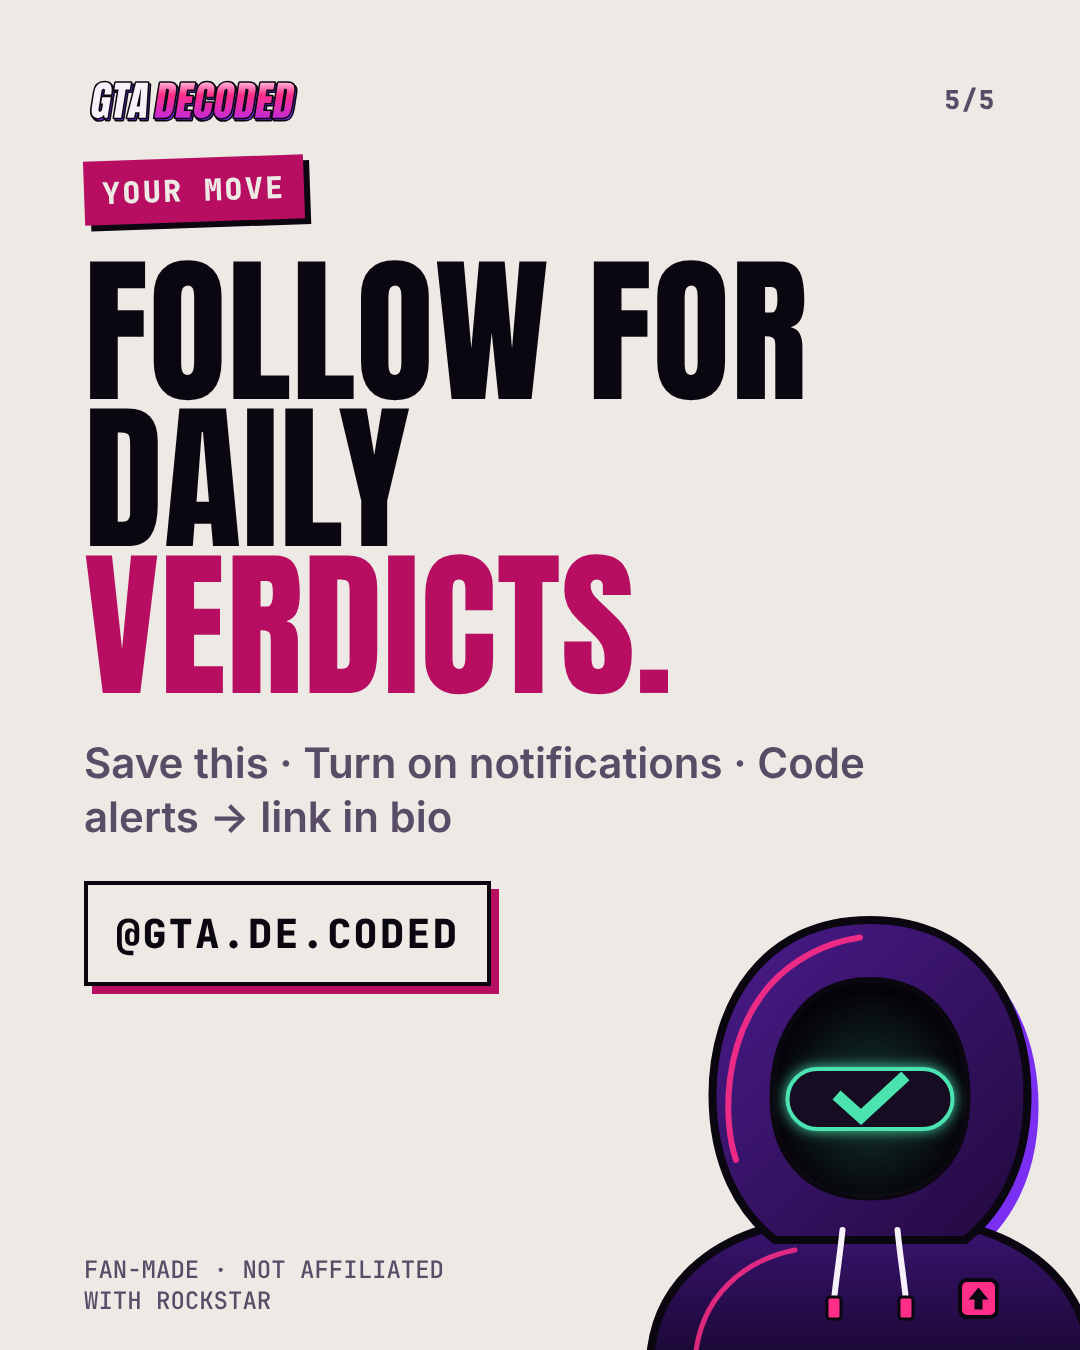 GTA DECODED
5/5
YOUR MOVE
FOLLOW FOR
DAILY
VERDICTS.
Save this · Turn on notifications · Code
alerts → link in bio
@GTA.DE.CODED
FAN-MADE · NOT AFFILIATED
WITH ROCKSTAR